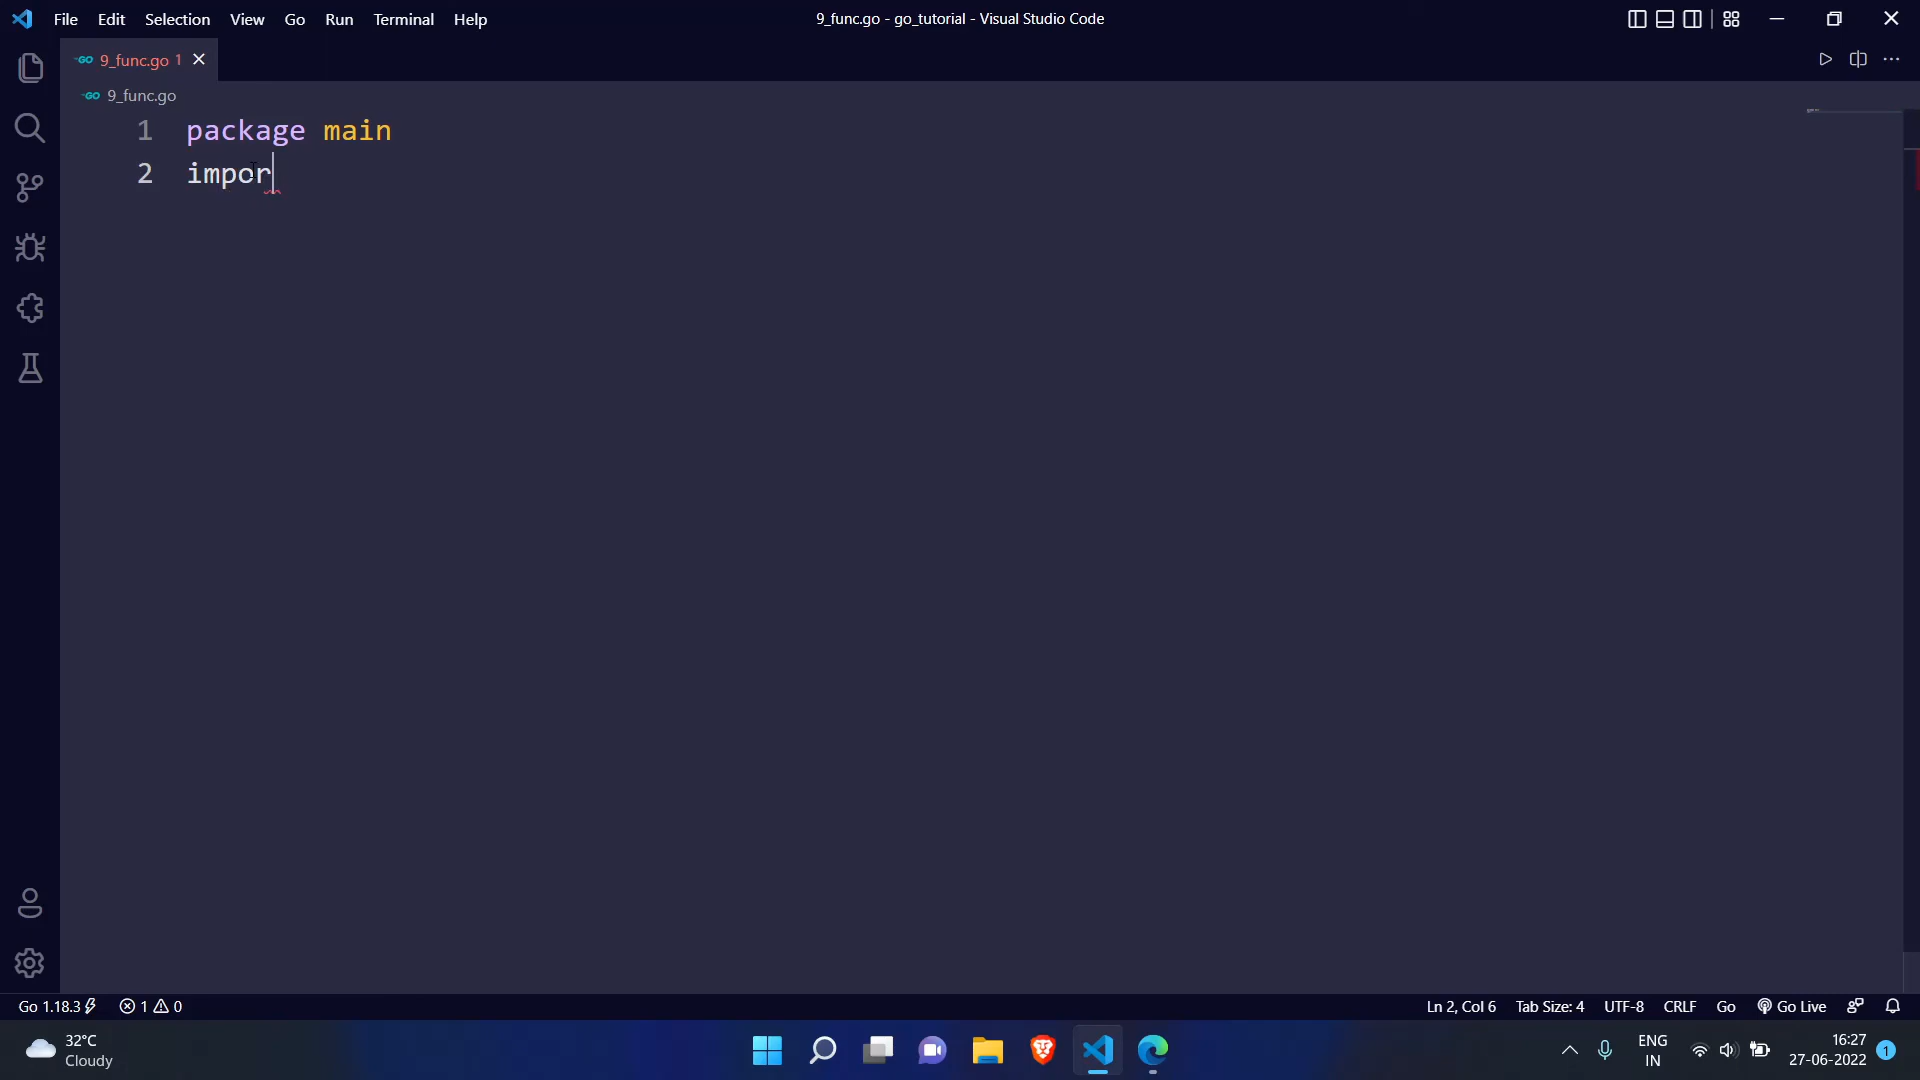 File Edit Selection View Go Run Terminal Help
9_func.go - go_tutorial - Visual Studio Code
GO 9_func.go 1
GO 9_func.go
1 package main
2 impor
Go 1.18.3 1 0
Ln 2, Col 6 Tab Size: 4 UTF-8 CRLF Go Go Live
32°C
Cloudy
ENG
IN
16:27
27-06-2022
1